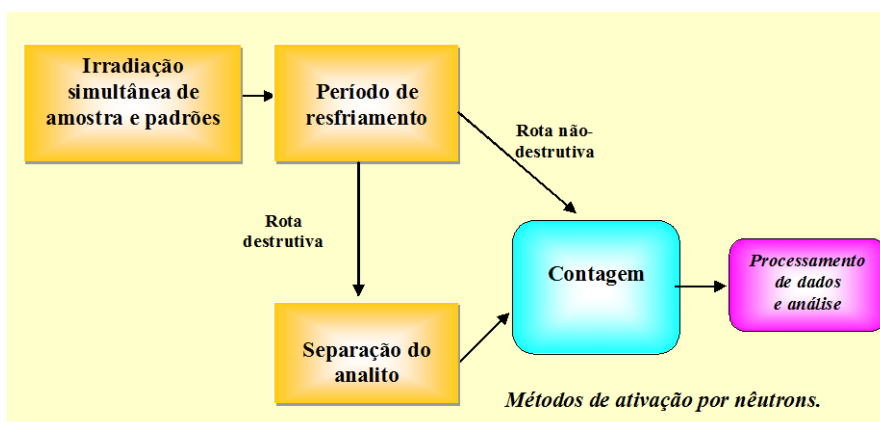 Irradiação
simultânea de
amostra e padrões
Período de
resfriamento
Rota não-
destrutiva
Rota
destrutiva
Contagem
Processamento
de dados
e análise
Separação do
analito
Métodos de ativação por nêutrons.